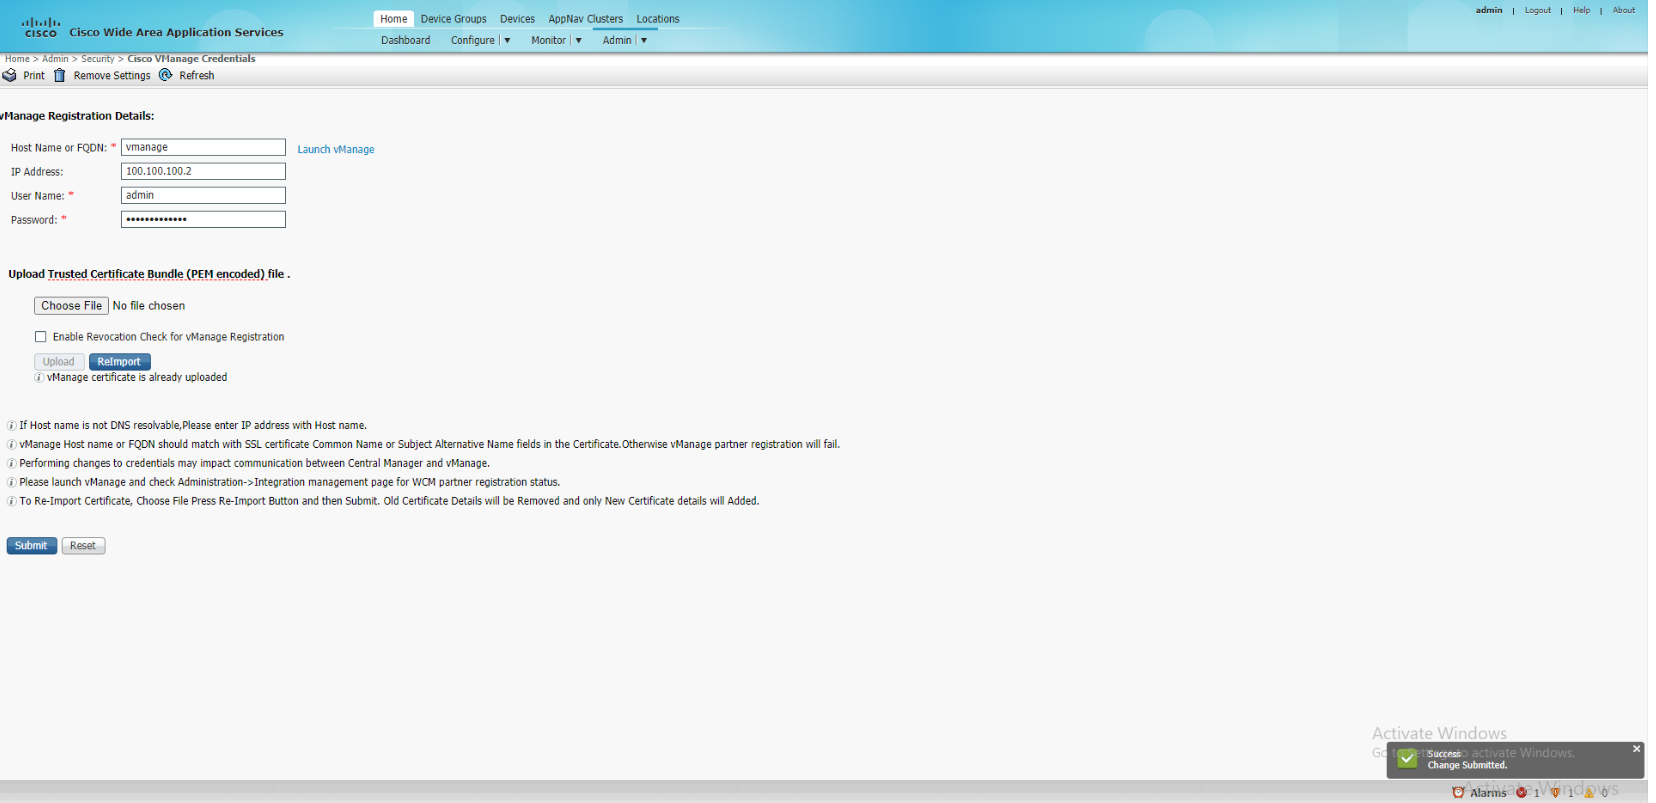 CISCO Cisco Wide Area Application Services
Home Device Groups Devices AppNav Clusters Locations
Dashboard Configure | ▼ Monitor | ▼ Admin | ▼
admin | Logout | Help | About
Home > Admin > Security > Cisco VManage Credentials
Print Remove Settings Refresh
vManage Registration Details:
Host Name or FQDN: * vmanage Launch vManage
IP Address: 100.100.100.2
User Name: * admin
Password: * •••••••••••••
Upload Trusted Certificate Bundle (PEM encoded) file .
Choose File No file chosen
Enable Revocation Check for vManage Registration
Upload ReImport
vManage certificate is already uploaded
If Host name is not DNS resolvable,Please enter IP address with Host name.
vManage Host name or FQDN should match with SSL certificate Common Name or Subject Alternative Name fields in the Certificate.Otherwise vManage partner registration will fail.
Performing changes to credentials may impact communication between Central Manager and vManage.
Please launch vManage and check Administration->Integration management page for WCM partner registration status.
To Re-Import Certificate, Choose File Press Re-Import Button and then Submit. Old Certificate Details will be Removed and only New Certificate details will Added.
Submit Reset
Activate Windows
Go to Settings to activate Windows.
Success
Change Submitted.
Activate Windows
Alarms 1 1 0